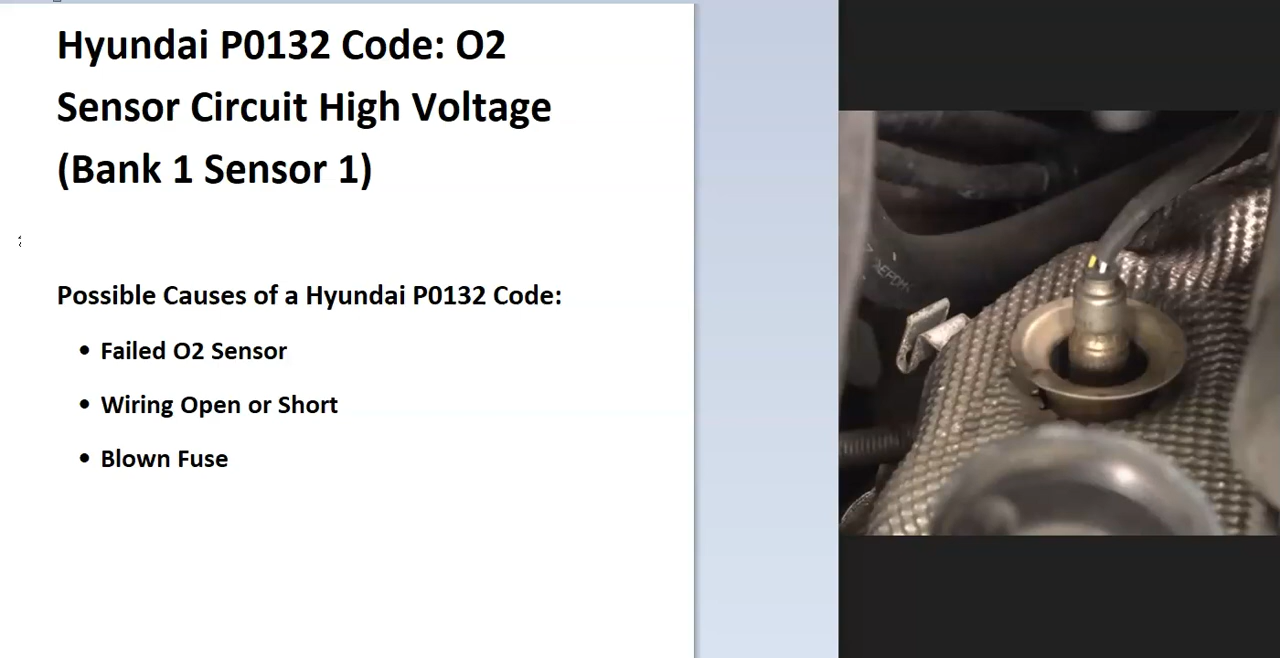 Hyundai P0132 Code: O2
Sensor Circuit High Voltage
(Bank 1 Sensor 1)
Possible Causes of a Hyundai P0132 Code:
• Failed O2 Sensor
• Wiring Open or Short
• Blown Fuse